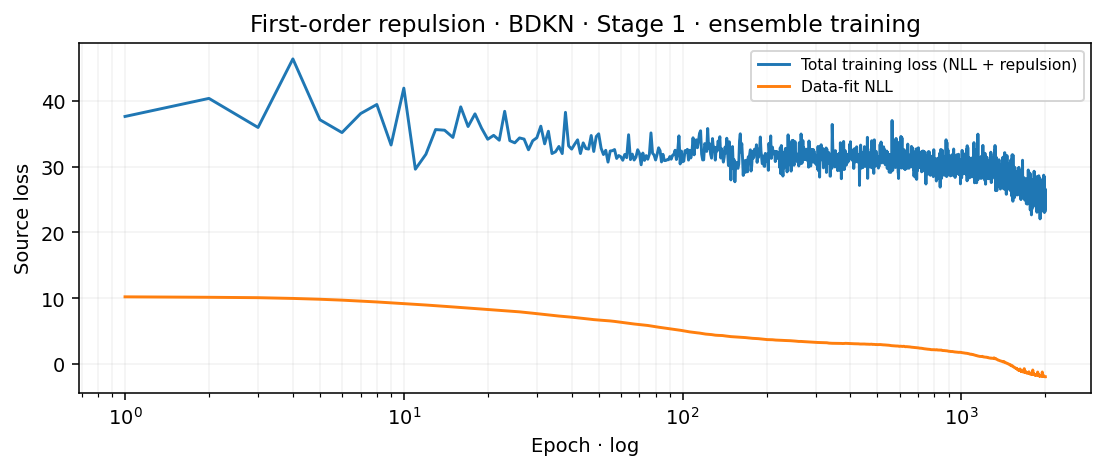 First-order repulsion · BDKN · Stage 1 · ensemble training
Total training loss (NLL + repulsion)
Data-fit NLL
Source loss
40
30
20
10
0
10⁰
10¹
10²
10³
Epoch · log